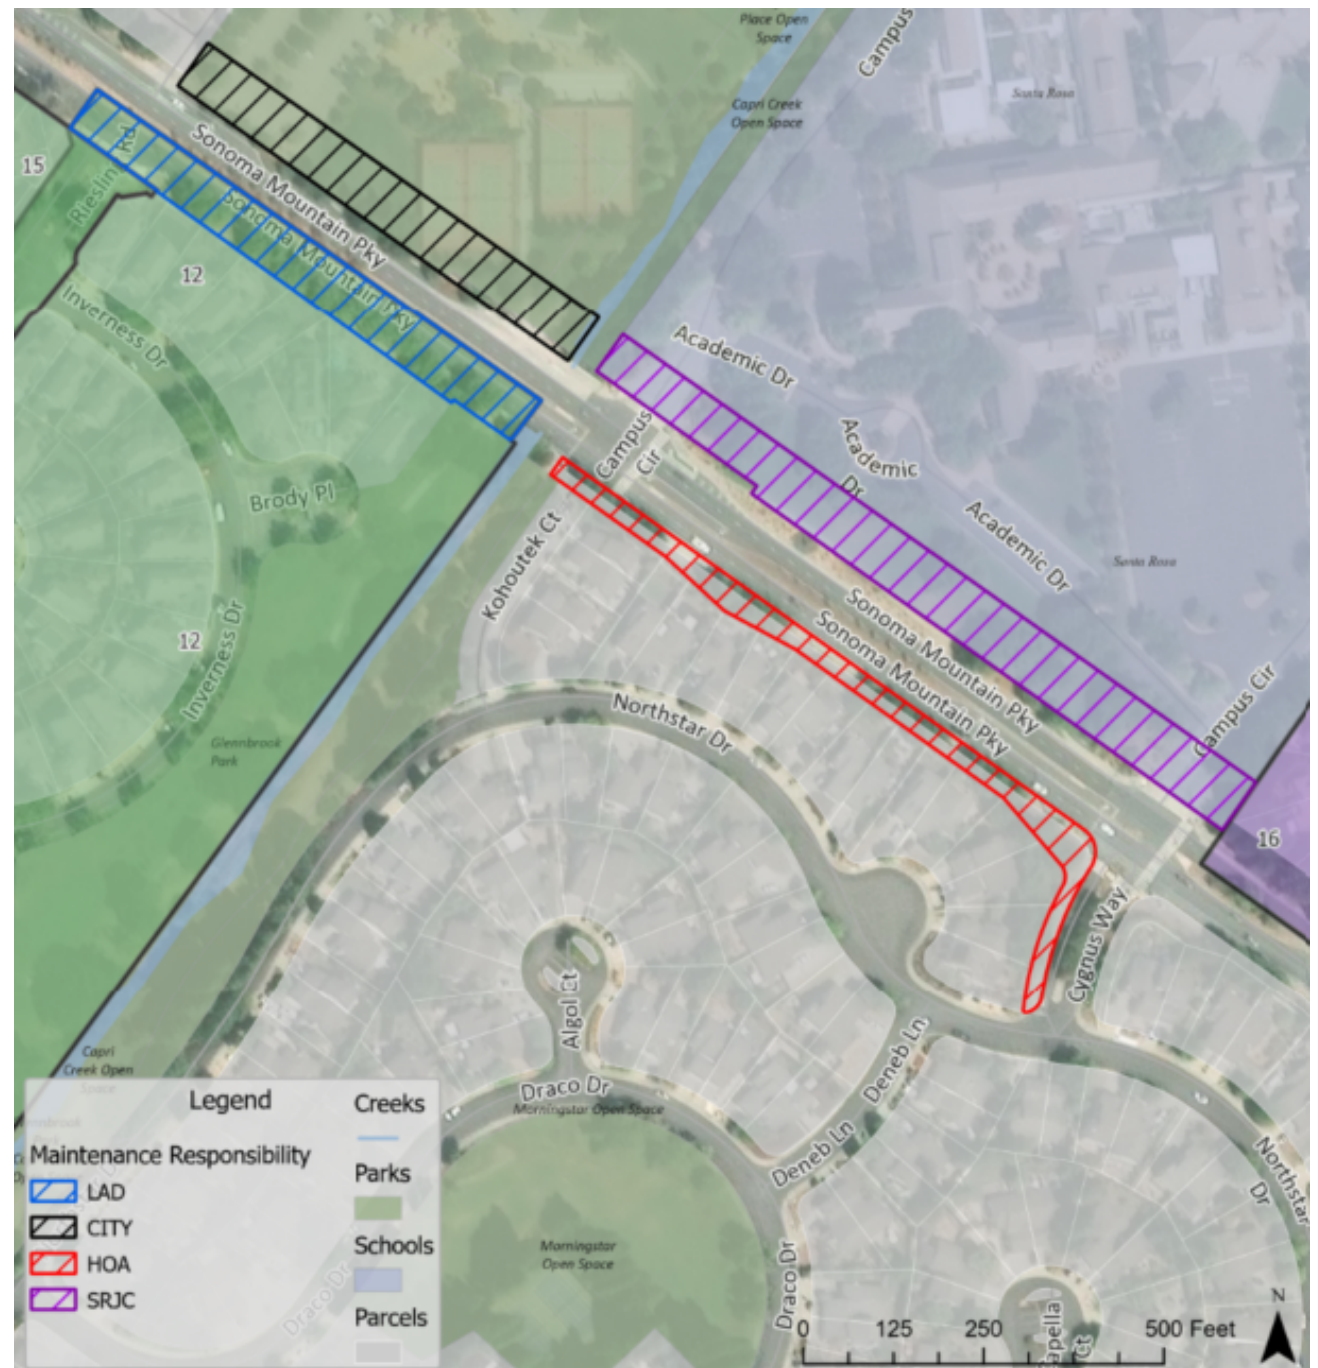 Campus
Place Open
Space
Santa Rosa
Capri Creek
Open Space
15
Rieslin
Rd
Sonoma Mountain Pky
Sonoma Mountain Pky
12
Inverness Dr
Academic Dr
Campus
Cir
Academic
Dr
Brody Pl
Academic Dr
Santa Rosa
Kohoutek Ct
Sonoma Mountain Pky
Sonoma Mountain Pky
12
Inverness Dr
Campus Cir
Northstar Dr
Glennbrook
Park
16
Cygnus Way
Algol Ct
Deneb Ln
Capri
Creek Open
Draco Dr
Morningstar Open Space
Deneb Ln
Northstar
Dr
Morningstar
Open Space
Draco Dr
Draco Dr
apella
Ct
Legend
Maintenance Responsibility
LAD
CITY
HOA
SRJC
Creeks
Parks
Schools
Parcels
0 125 250 500 Feet
N